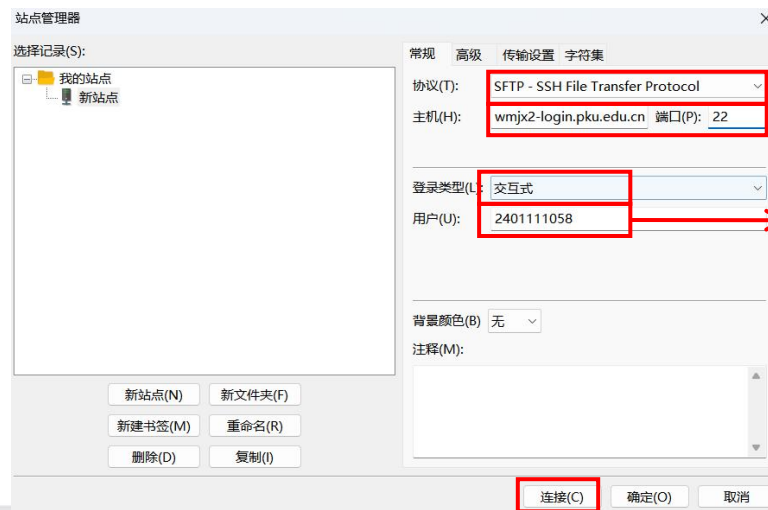 站点管理器
选择记录(S):
我的站点
新站点
新站点(N) 新文件夹(F)
新建书签(M) 重命名(R)
删除(D) 复制(I)
常规 高级 传输设置 字符集
协议(T): SFTP - SSH File Transfer Protocol
主机(H): wmjx2-login.pku.edu.cn 端口(P): 22
登录类型(L): 交互式
用户(U): 2401111058
背景颜色(B) 无
注释(M):
连接(C) 确定(O) 取消